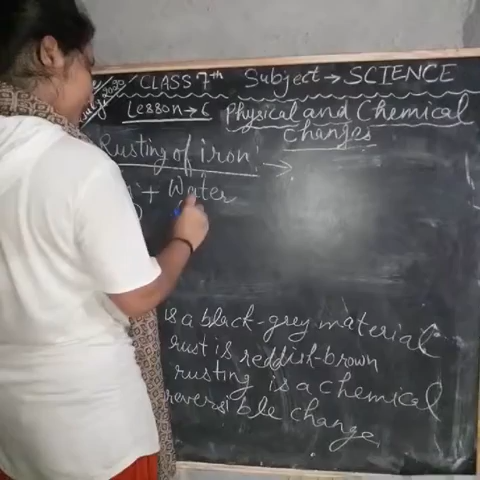 2020 CLASS 7th Subject → SCIENCE
Lesson → 6 Physical and Chemical
Changes
Rusting of iron →
+ Water
is a black-grey material
rust is reddish-brown
rusting is a chemical
reversible change